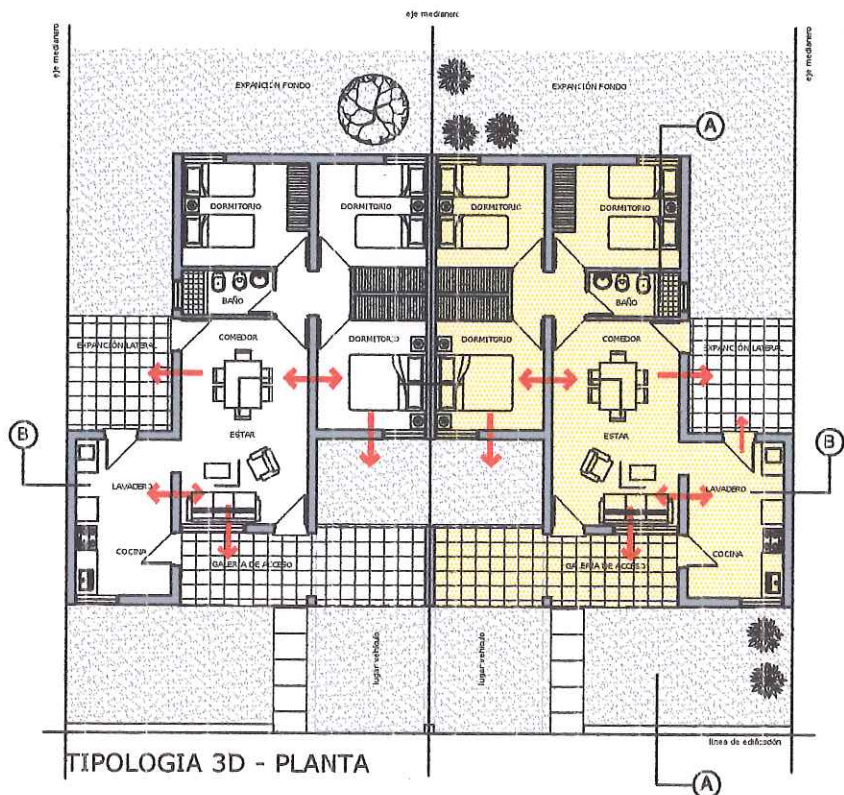 eje medianero
eje medianero
eje medianero
EXPANCIÓN FONDO
EXPANCIÓN FONDO
A
DORMITORIO
DORMITORIO
DORMITORIO
DORMITORIO
BAÑO
BAÑO
COMEDOR
DORMITORIO
DORMITORIO
COMEDOR
EXPANCIÓN LATERAL
EXPANCIÓN LATERAL
B
ESTAR
ESTAR
B
LAVADERO
LAVADERO
COCINA
COCINA
GALERÍA DE ACCESO
GALERÍA DE ACCESO
lugar vehículo
lugar vehículo
línea de edificación
TIPOLOGIA 3D - PLANTA
A